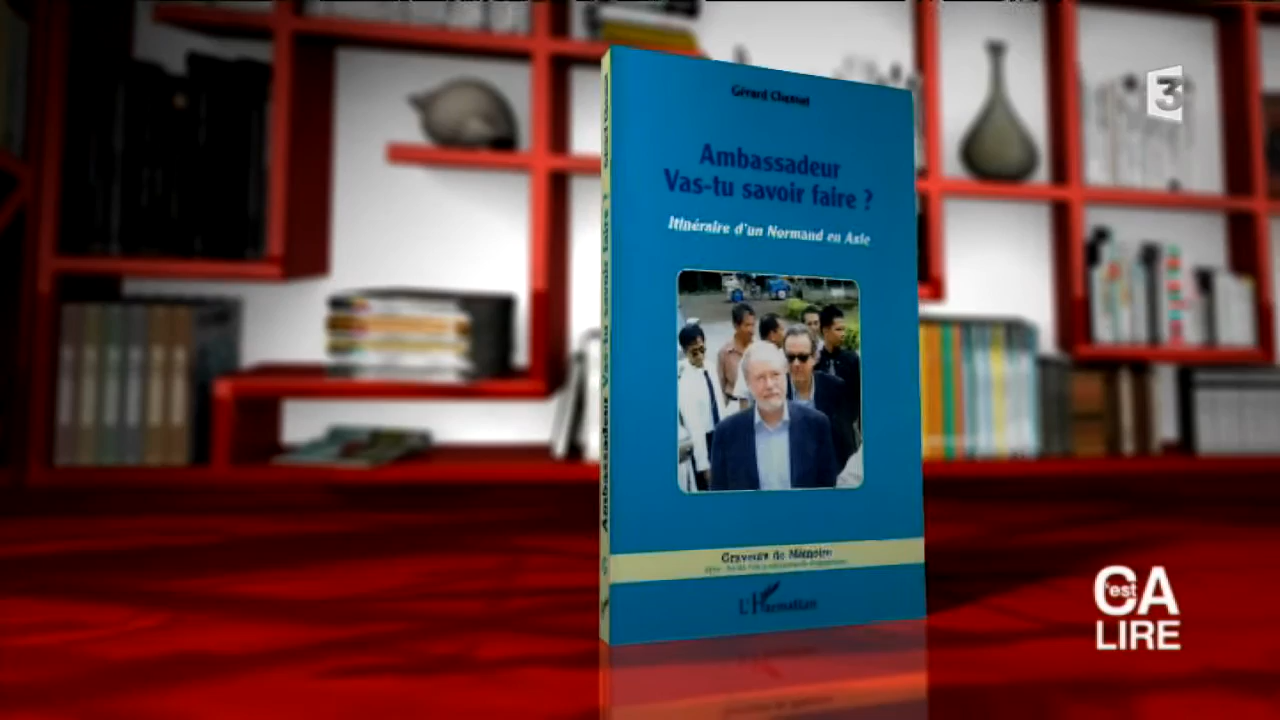 Gérard Chesnel
Ambassadeur
Vas-tu savoir faire ?
Itinéraire d'un Normand en Asie
Graveurs de Mémoire
L'Harmattan
Ambassadeur Vas-tu savoir faire ?
3
C'est
ÇA
LIRE